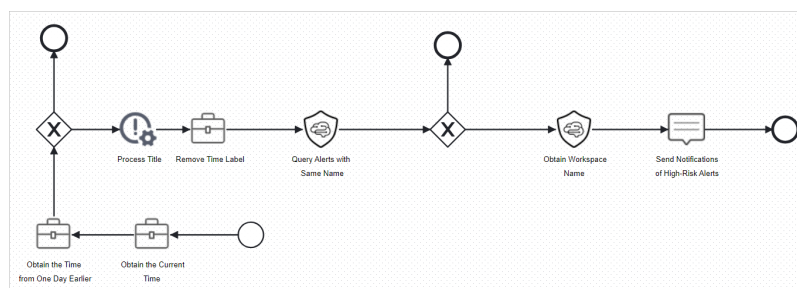 X
X
Process Title
Remove Time Label
Query Alerts with
Same Name
Obtain Workspace
Name
Send Notifications
of High-Risk Alerts
Obtain the Time
from One Day Earlier
Obtain the Current
Time